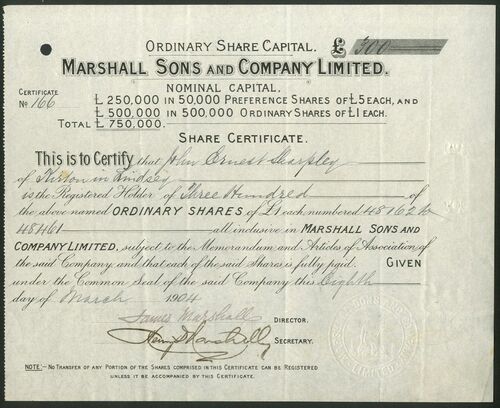 ORDINARY SHARE CAPITAL. £ 300
MARSHALL SONS AND COMPANY LIMITED.
NOMINAL CAPITAL.
CERTIFICATE
No 166
£250,000 IN 50,000 PREFERENCE SHARES OF £5 EACH, AND
£500,000 IN 500,000 ORDINARY SHARES OF £1 EACH.
TOTAL £750,000.
SHARE CERTIFICATE.
This is to Certify that John Ernest Sharpley
of Kirton in Lindsey
is the Registered Holder of Three Hundred of
the above named ORDINARY SHARES OF £1 each numbered 48162 to
48461 all inclusive in MARSHALL SONS AND
COMPANY LIMITED, subject to the Memorandum and Articles of Association of
the said Company and that each of the said Shares is fully paid. GIVEN
under the Common Seal of the said Company this Eighth
day of March 1904
James Marshall
DIRECTOR.
SECRETARY.
NOTE:- NO TRANSFER OF ANY PORTION OF THE SHARES COMPRISED IN THIS CERTIFICATE CAN BE REGISTERED
UNLESS IT BE ACCOMPANIED BY THIS CERTIFICATE.